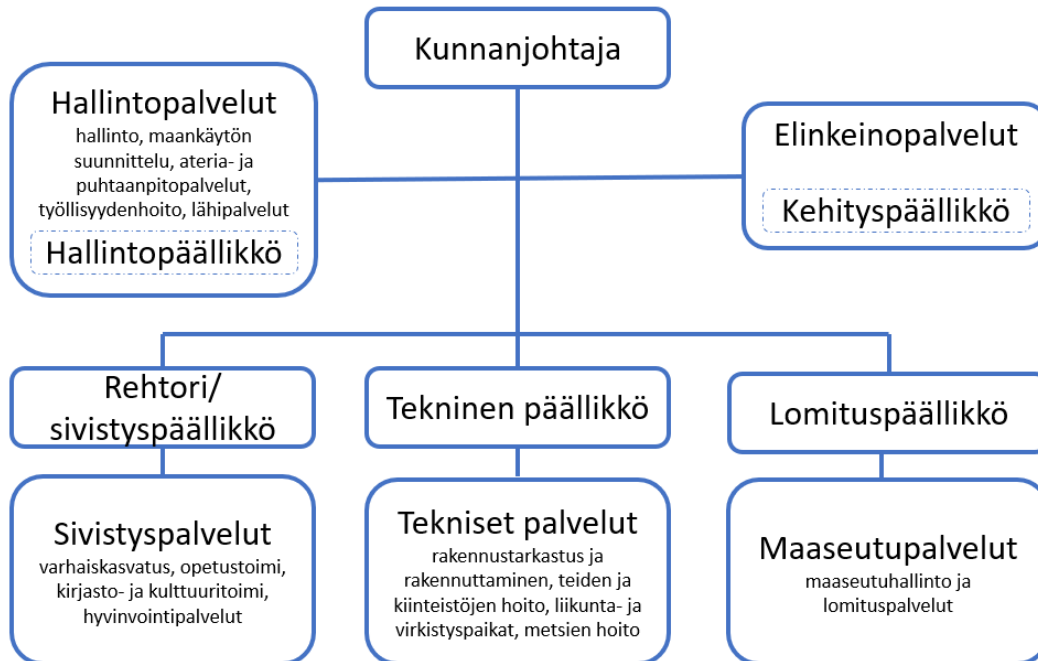 Kunnanjohtaja
Hallintopalvelut
hallinto, maankäytön
suunnittelu, ateria- ja
puhtaanpitopalvelut,
työllisyydenhoito, lähipalvelut
Hallintopäällikkö
Elinkeinopalvelut
Kehityspäällikkö
Rehtori/
sivistyspäällikkö
Tekninen päällikkö
Lomituspäällikkö
Sivistyspalvelut
varhaiskasvatus, opetustoimi,
kirjasto- ja kulttuuritoimi,
hyvinvointipalvelut
Tekniset palvelut
rakennustarkastus ja
rakennuttaminen, teiden ja
kiinteistöjen hoito, liikunta- ja
virkistyspaikat, metsien hoito
Maaseutupalvelut
maaseutuhallinto ja
lomituspalvelut